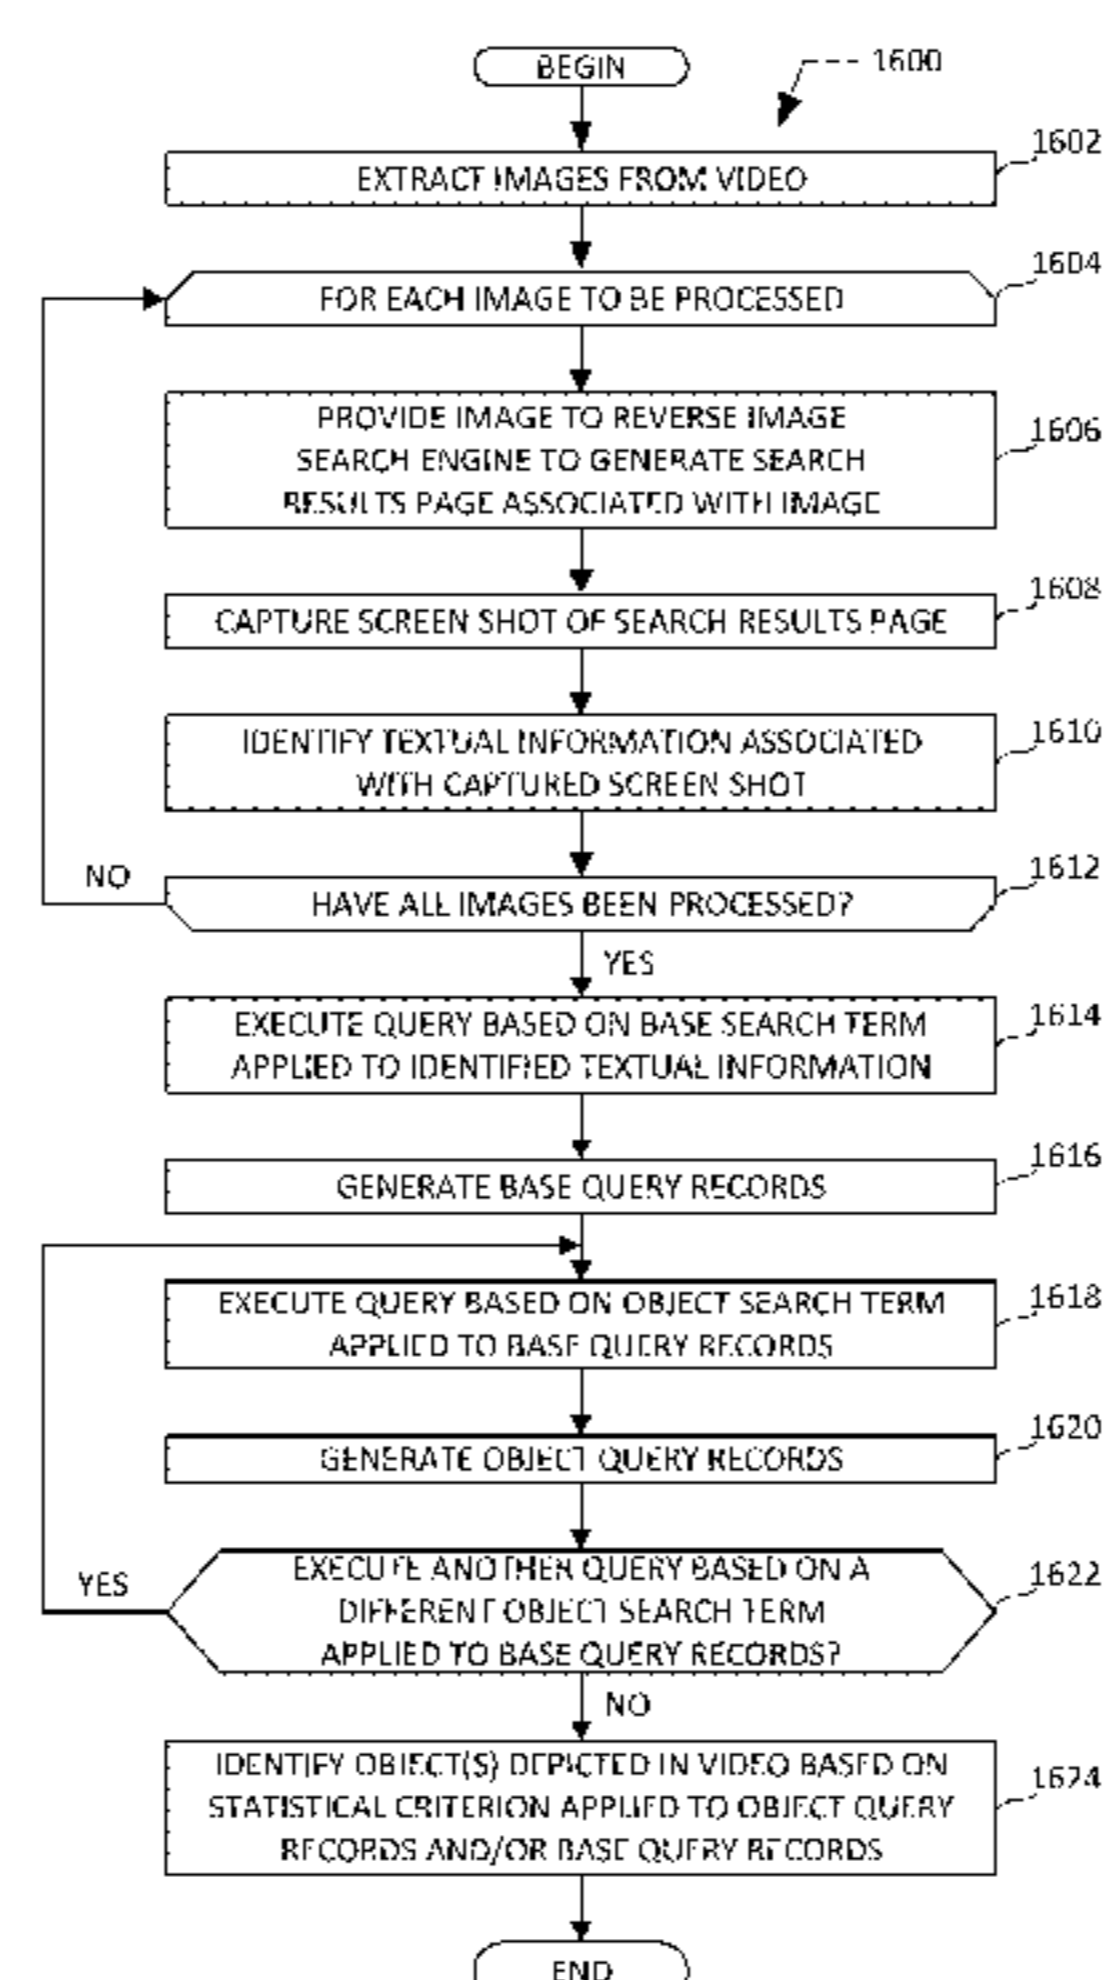 BEGIN
1600
EXTRACT IMAGES FROM VIDEO
1602
FOR EACH IMAGE TO BE PROCESSED
1604
PROVIDE IMAGE TO REVERSE IMAGE
SEARCH ENGINE TO GENERATE SEARCH
RESULTS PAGE ASSOCIATED WITH IMAGE
1606
CAPTURE SCREEN SHOT OF SEARCH RESULTS PAGE
1608
IDENTIFY TEXTUAL INFORMATION ASSOCIATED
WITH CAPTURED SCREEN SHOT
1610
NO
HAVE ALL IMAGES BEEN PROCESSED?
1612
YES
EXECUTE QUERY BASED ON BASE SEARCH TERM
APPLIED TO IDENTIFIED TEXTUAL INFORMATION
1614
GENERATE BASE QUERY RECORDS
1616
EXECUTE QUERY BASED ON OBJECT SEARCH TERM
APPLIED TO BASE QUERY RECORDS
1618
GENERATE OBJECT QUERY RECORDS
1620
YES
EXECUTE ANOTHER QUERY BASED ON A
DIFFERENT OBJECT SEARCH TERM
APPLIED TO BASE QUERY RECORDS?
1622
NO
IDENTIFY OBJECT(S) DEPICTED IN VIDEO BASED ON
STATISTICAL CRITERION APPLIED TO OBJECT QUERY
RECORDS AND/OR BASE QUERY RECORDS
1624
END